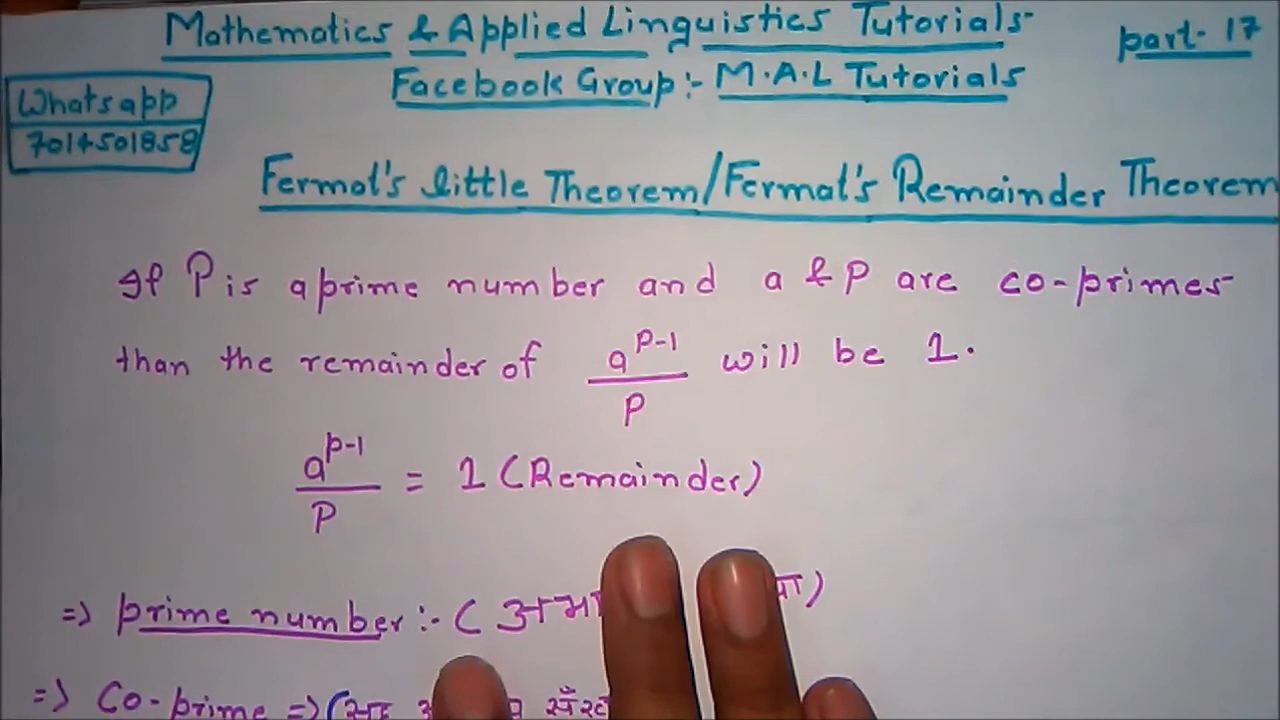 Mathematics & Applied Linguistics Tutorials
part- 17
Facebook Group:- M.A.L Tutorials
Whatsapp
7014501858
Fermat's little Theorem/Fermat's Remainder Theorem
If P is a prime number and a & P are co-primes
than the remainder of a^{p-1}/P will be 1.
a^{p-1}/P = 1 (Remainder)
=> prime number :- (
=> Co-prime => (